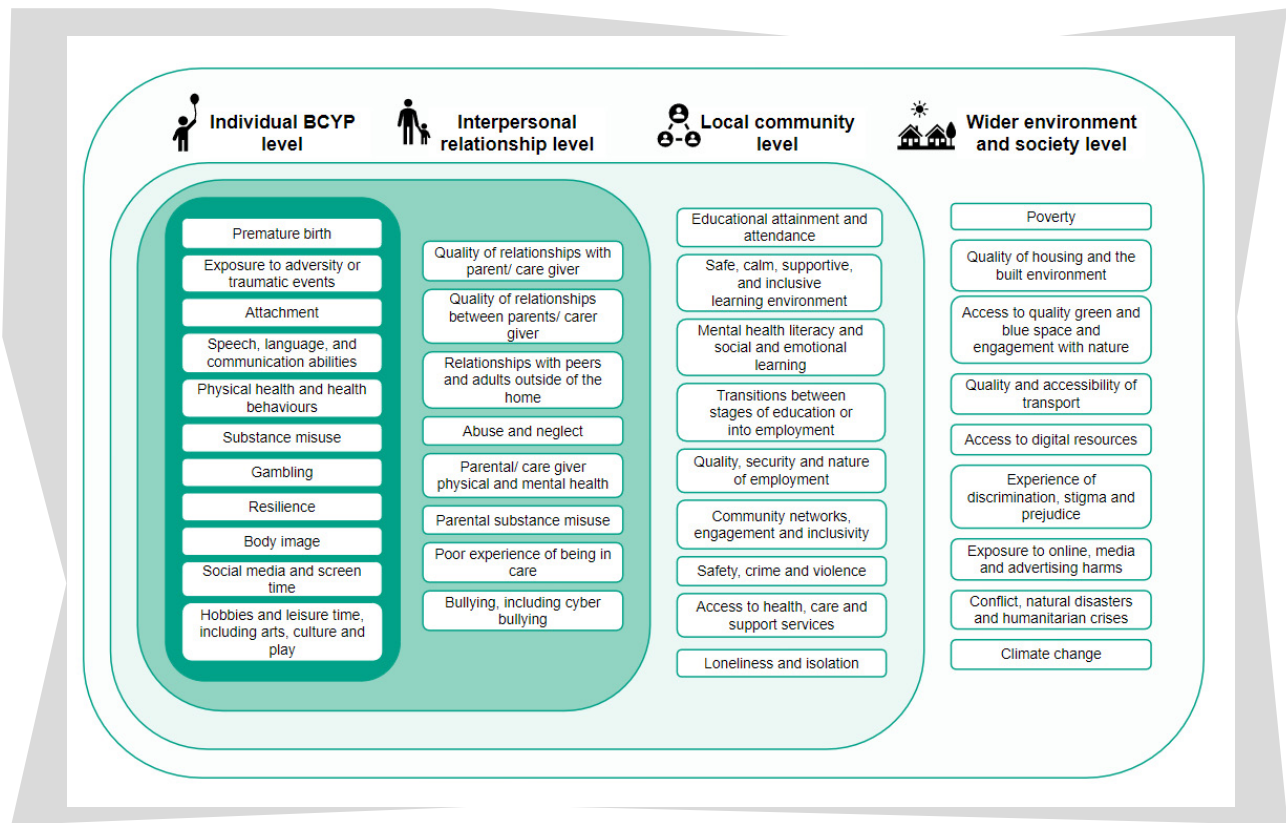 Individual BCYP
level
Interpersonal
relationship level
Local community
level
Wider environment
and society level
Premature birth
Exposure to adversity or
traumatic events
Attachment
Speech, language, and
communication abilities
Physical health and health
behaviours
Substance misuse
Gambling
Resilience
Body image
Social media and screen
time
Hobbies and leisure time,
including arts, culture and
play
Quality of relationships with
parent/ care giver
Quality of relationships
between parents/ carer
giver
Relationships with peers
and adults outside of the
home
Abuse and neglect
Parental/ care giver
physical and mental health
Parental substance misuse
Poor experience of being in
care
Bullying, including cyber
bullying
Educational attainment and
attendance
Safe, calm, supportive,
and inclusive
learning environment
Mental health literacy and
social and emotional
learning
Transitions between
stages of education or
into employment
Quality, security and nature
of employment
Community networks,
engagement and inclusivity
Safety, crime and violence
Access to health, care and
support services
Loneliness and isolation
Poverty
Quality of housing and the
built environment
Access to quality green and
blue space and
engagement with nature
Quality and accessibility of
transport
Access to digital resources
Experience of
discrimination, stigma and
prejudice
Exposure to online, media
and advertising harms
Conflict, natural disasters
and humanitarian crises
Climate change